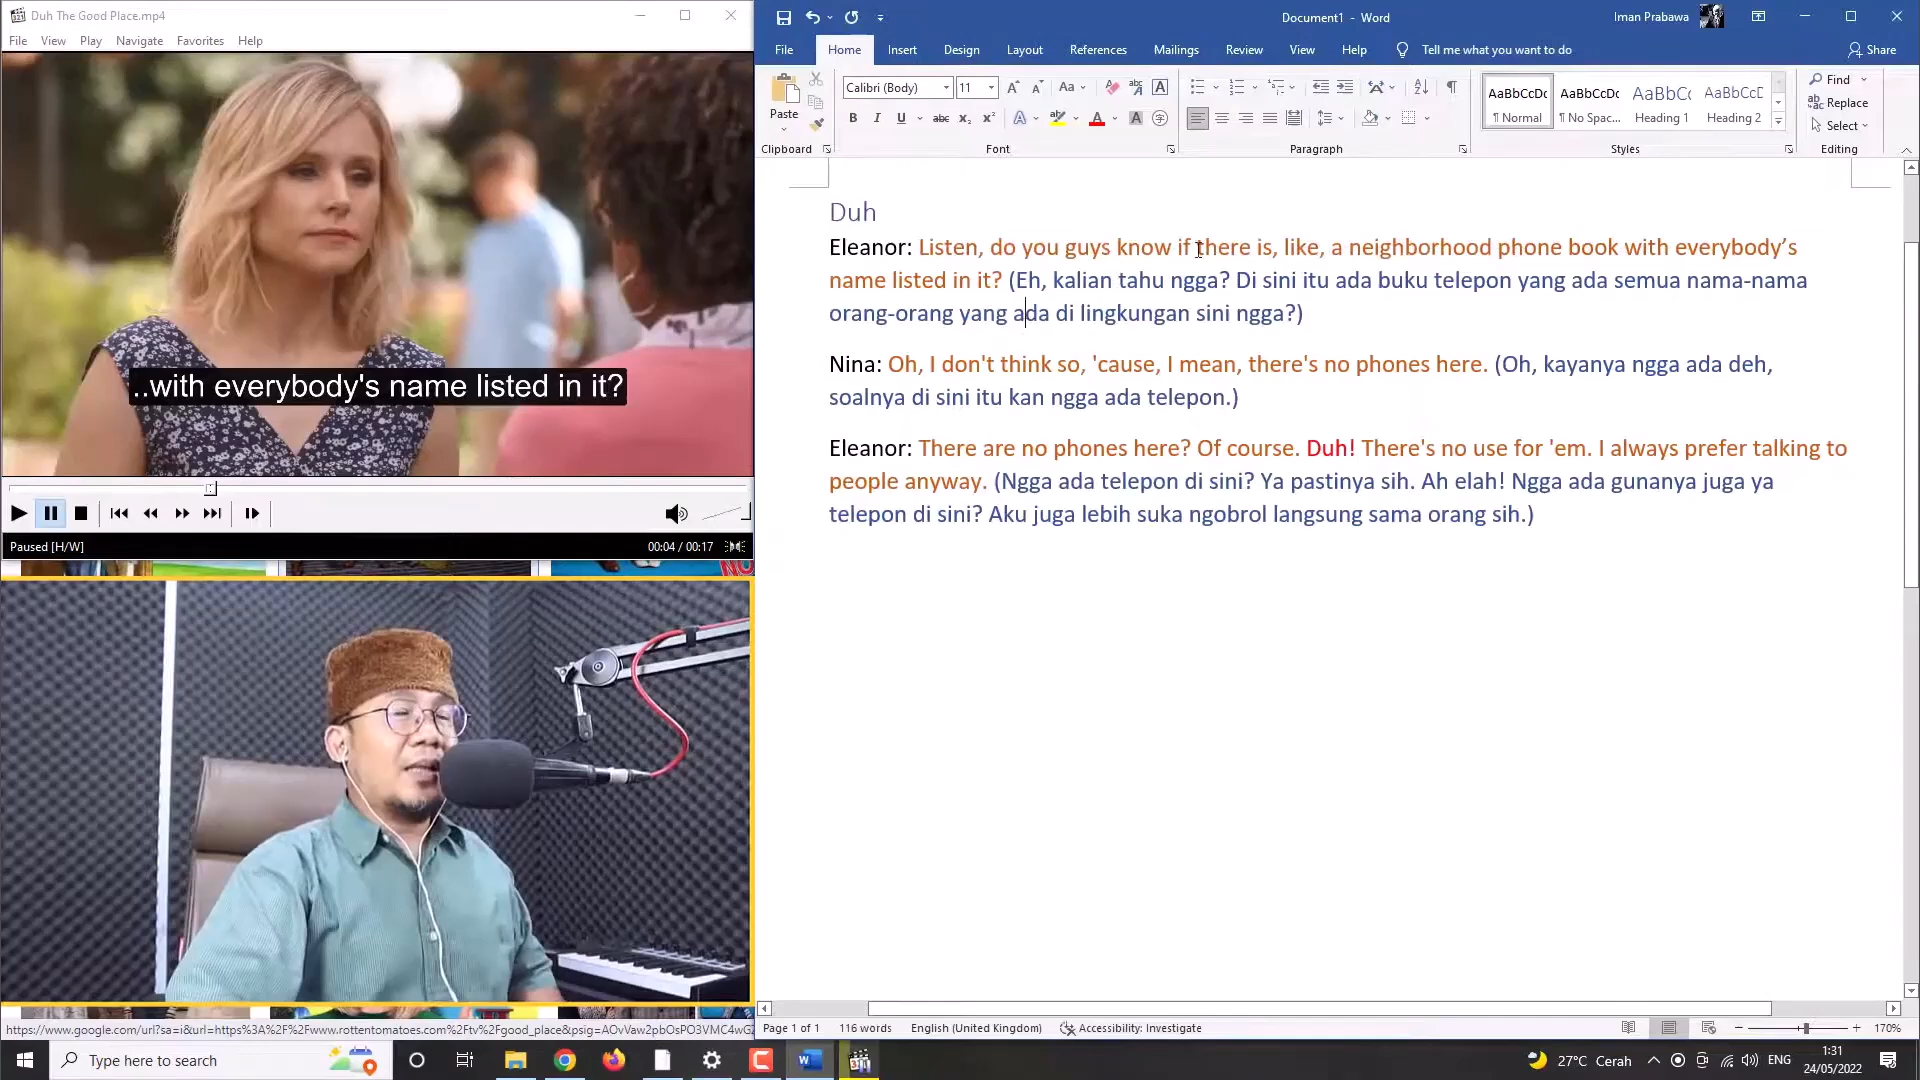 Duh The Good Place.mp4
File View Play Navigate Favorites Help
..with everybody's name listed in it?
Paused [H/W] 00:04 / 00:17
Document1 - Word
Iman Prabawa
File Home Insert Design Layout References Mailings Review View Help Tell me what you want to do Share
Paste
Clipboard
Calibri (Body) 11
Font
Paragraph
AaBbCcDc AaBbCcDc AaBbCc AaBbCcD
¶ Normal ¶ No Spac... Heading 1 Heading 2
Styles
Find
Replace
Select
Editing
Duh
Eleanor: Listen, do you guys know if there is, like, a neighborhood phone book with everybody’s
name listed in it? (Eh, kalian tahu ngga? Di sini itu ada buku telepon yang ada semua nama-nama
orang-orang yang ada di lingkungan sini ngga?)
Nina: Oh, I don't think so, 'cause, I mean, there's no phones here. (Oh, kayanya ngga ada deh,
soalnya di sini itu kan ngga ada telepon.)
Eleanor: There are no phones here? Of course. Duh! There's no use for 'em. I always prefer talking to
people anyway. (Ngga ada telepon di sini? Ya pastinya sih. Ah elah! Ngga ada gunanya juga ya
telepon di sini? Aku juga lebih suka ngobrol langsung sama orang sih.)
Page 1 of 1 116 words English (United Kingdom) Accessibility: Investigate 170%
Type here to search
27°C Cerah ENG
1:31
24/05/2022